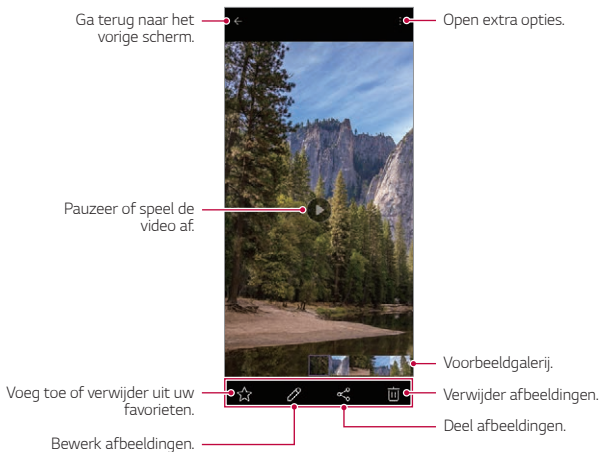 Ga terug naar het
vorige scherm.
Open extra opties.
Pauzeer of speel de
video af.
Voorbeeldgalerij.
Voeg toe of verwijder uit uw
favorieten.
Verwijder afbeeldingen.
Deel afbeeldingen.
Bewerk afbeeldingen.